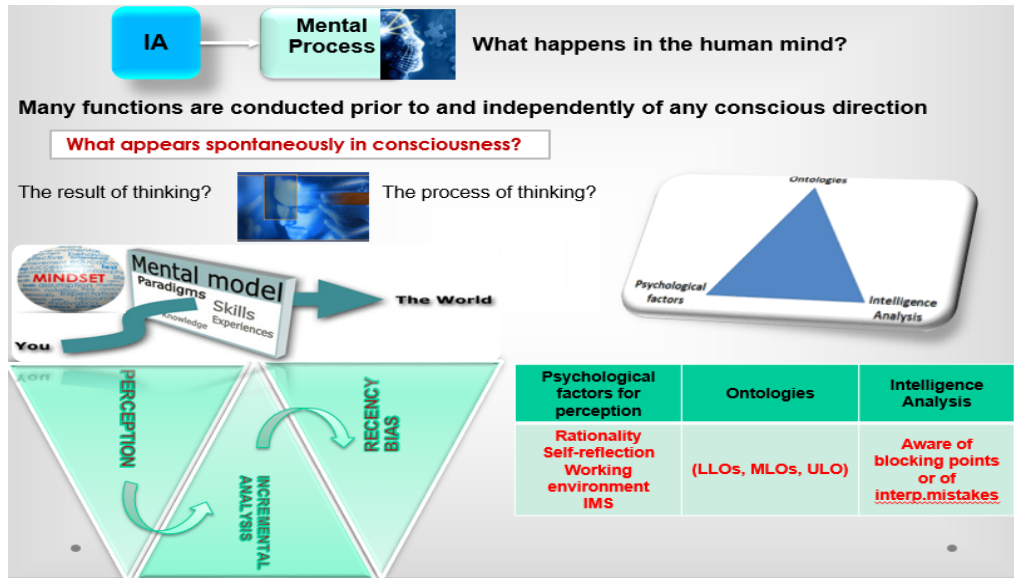 IA
Mental
Process
What happens in the human mind?
Many functions are conducted prior to and independently of any conscious direction
What appears spontaneously in consciousness?
The result of thinking?
The process of thinking?
Ontologies
Psychological
factors
Intelligence
Analysis
MINDSET
Mental model
Paradigms
Skills
Knowledge
Experiences
The World
You
PERCEPTION
INCREMENTAL
ANALYSIS
RECENCY
BIAS
Psychological
factors for
perception
Ontologies
Intelligence
Analysis
Rationality
Self-reflection
Working
environment
IMS
(LLOs, MLOs, ULO)
Aware of
blocking points
or of
interp.mistakes